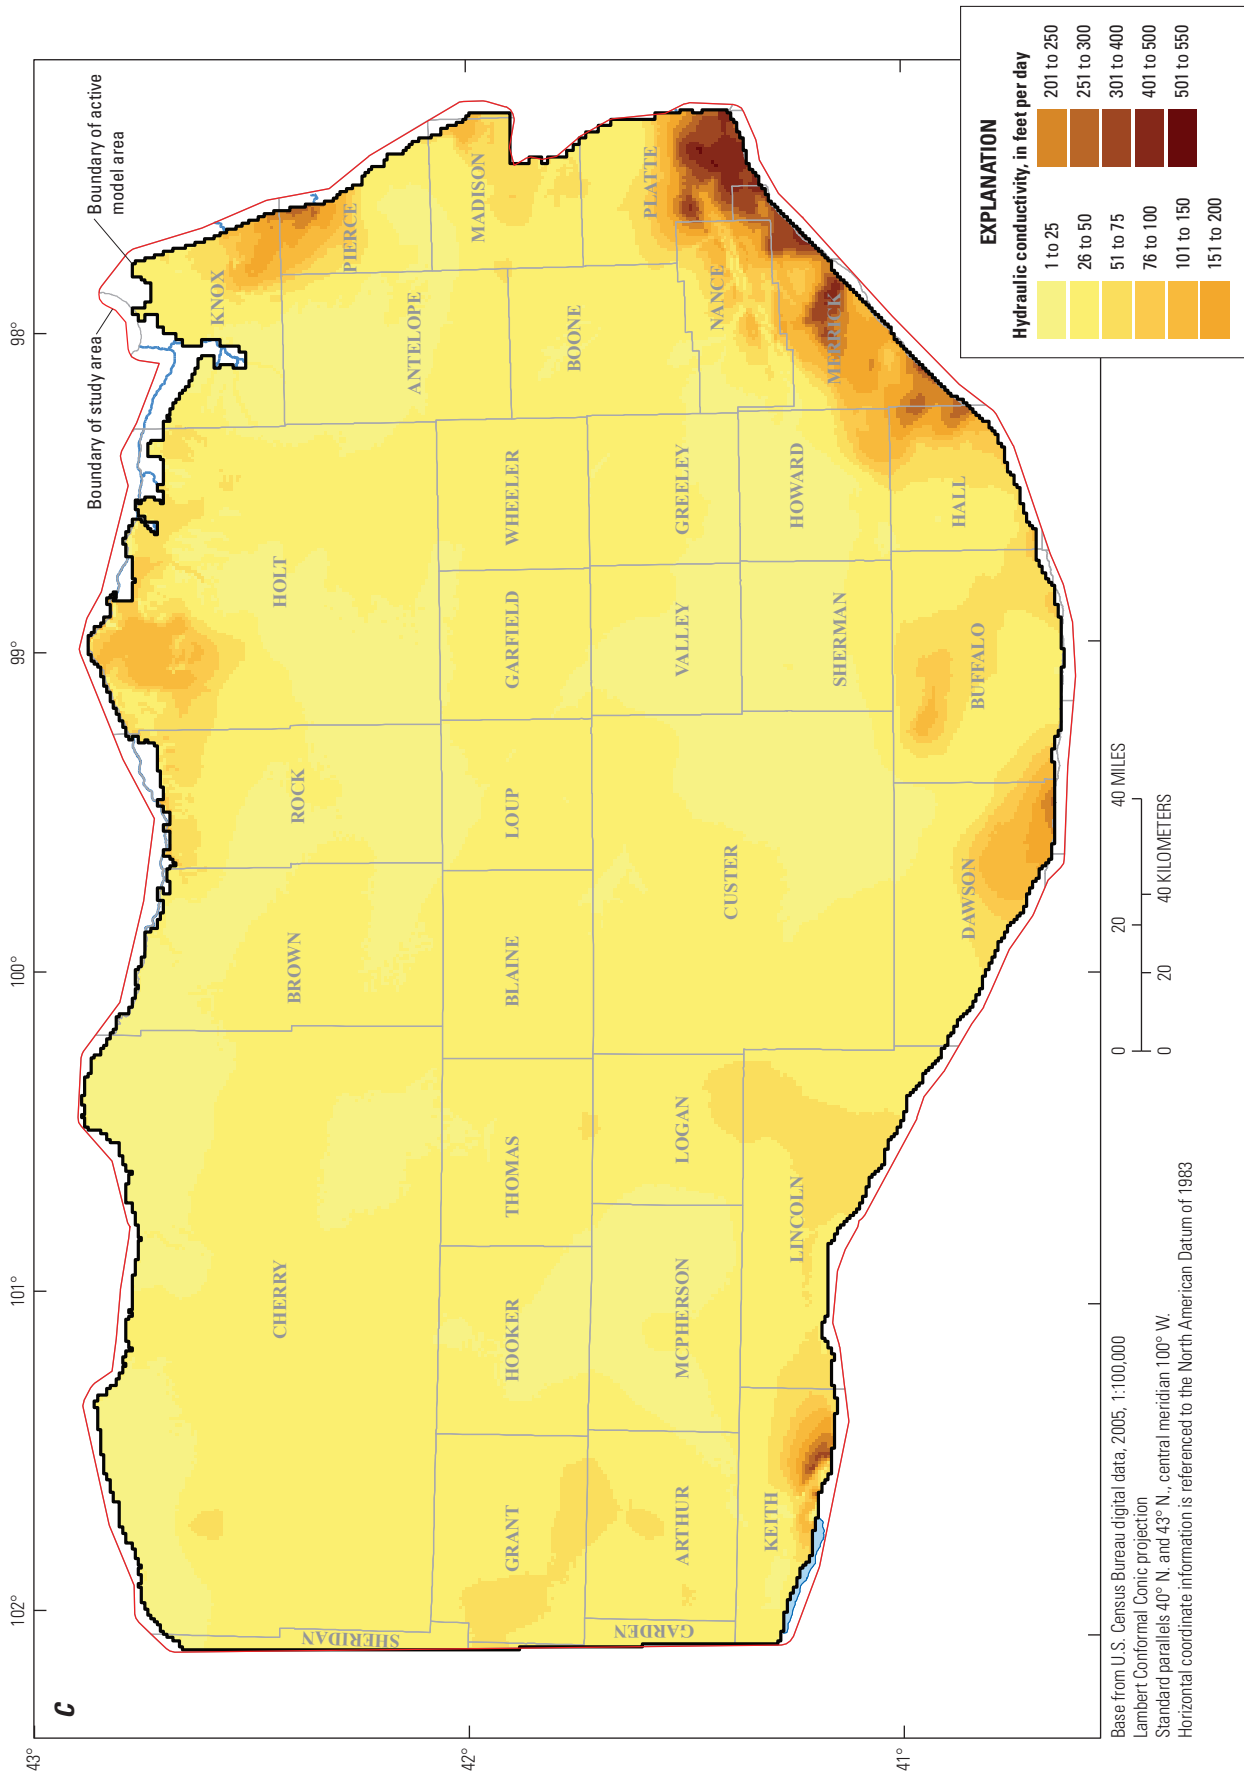 C
102°
101°
100°
99°
98°
43°
42°
41°
Boundary of study area
Boundary of active
model area
SHERIDAN
CHERRY
BROWN
ROCK
HOLT
KNOX
PIERCE
ANTELOPE
MADISON
GRANT
HOOKER
THOMAS
BLAINE
LOUP
GARFIELD
WHEELER
BOONE
PLATTE
GARDEN
ARTHUR
MCPHERSON
LOGAN
CUSTER
VALLEY
GREELEY
NANCE
KEITH
LINCOLN
SHERMAN
HOWARD
MERRICK
DAWSON
BUFFALO
HALL
Base from U.S. Census Bureau digital data, 2005, 1:100,000
Lambert Conformal Conic projection
Standard parallels 40° N. and 43° N., central meridian 100° W.
Horizontal coordinate information is referenced to the North American Datum of 1983
0 20 40 MILES
0 20 40 KILOMETERS
EXPLANATION
Hydraulic conductivity, in feet per day
1 to 25
26 to 50
51 to 75
76 to 100
101 to 150
151 to 200
201 to 250
251 to 300
301 to 400
401 to 500
501 to 550